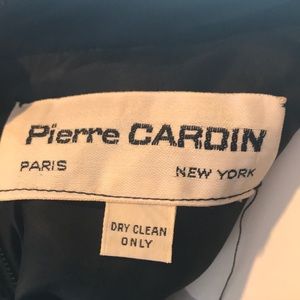 Pierre CARDIN
PARIS NEW YORK
DRY CLEAN
ONLY